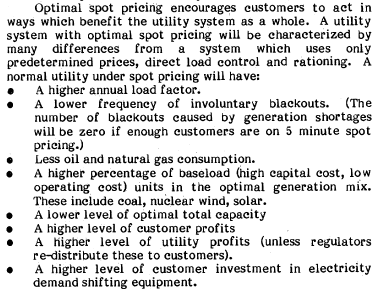 Optimal spot pricing encourages customers to act in
ways which benefit the utility system as a whole. A utility
system with optimal spot pricing will be characterized by
many differences from a system which uses only
predetermined prices, direct load control and rationing. A
normal utility under spot pricing will have:
• A higher annual load factor.
• A lower frequency of involuntary blackouts. (The
number of blackouts caused by generation shortages
will be zero if enough customers are on 5 minute spot
pricing.)
• Less oil and natural gas consumption.
• A higher percentage of baseload (high capital cost, low
operating cost) units in the optimal generation mix.
These include coal, nuclear wind, solar.
• A lower level of optimal total capacity
• A higher level of customer profits
• A higher level of utility profits (unless regulators
re-distribute these to customers).
• A higher level of customer investment in electricity
demand shifting equipment.